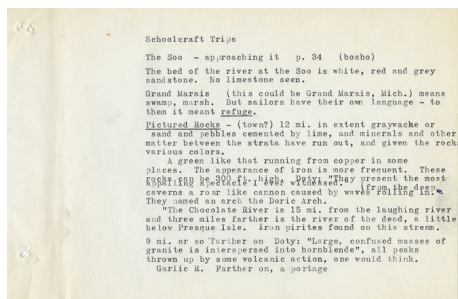 Schoolcraft Trips
The Soo - approaching it p. 34 (bosho)
The bed of the river at the Soo is white, red and grey
sandstone. No limestone seen.
Grand Marais (this could be Grand Marais, Mich.) means
swamp, marsh. But sailors have their own language - to
them it meant refuge.
Pictured Rocks - (town?) 12 mi. in extent graywacke or
sand and pebbles cemented by lime, and minerals and other
matter between the strata have run out, and given the rock
various colors.
A green like that running from copper in some
places. The appearance of iron is more frequent. These
rocks can be 300 ft. high. Doty: "They present the most
appalling spectacle I ever witnessed." (from the deep
caverns a roar like cannon caused by waves rolling in.
They named an arch the Doric Arch.
"The Chocolate River is 15 mi. from the laughing river
and three miles farther is the river of the dead, a little
below Presque Isle. Iron pirites found on this stream.
9 mi. or so farther on Doty: "Large, confused masses of
granite is interspersed into hornblende", all peaks
thrown up by some volcanic action, one would think.
Garlic R. Farther on, a portage